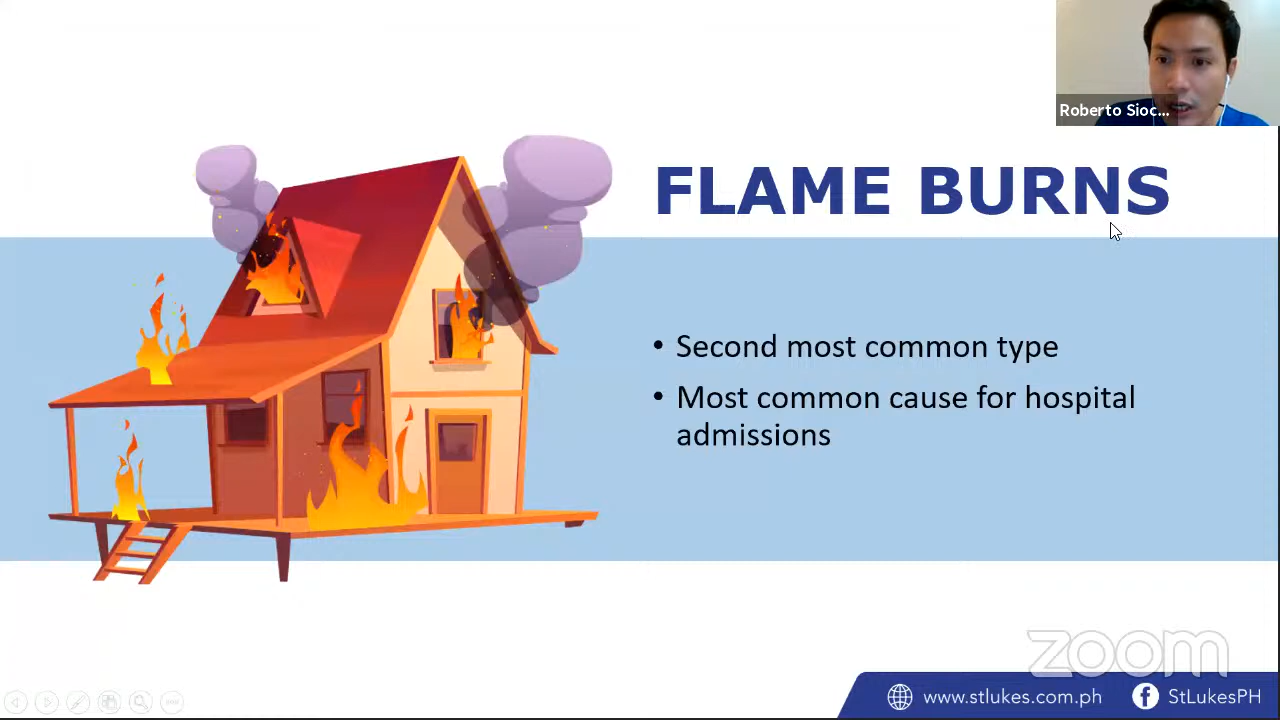 Roberto Sioc...
FLAME BURNS
• Second most common type
• Most common cause for hospital
admissions
zoom
www.stlukes.com.ph
StLukesPH